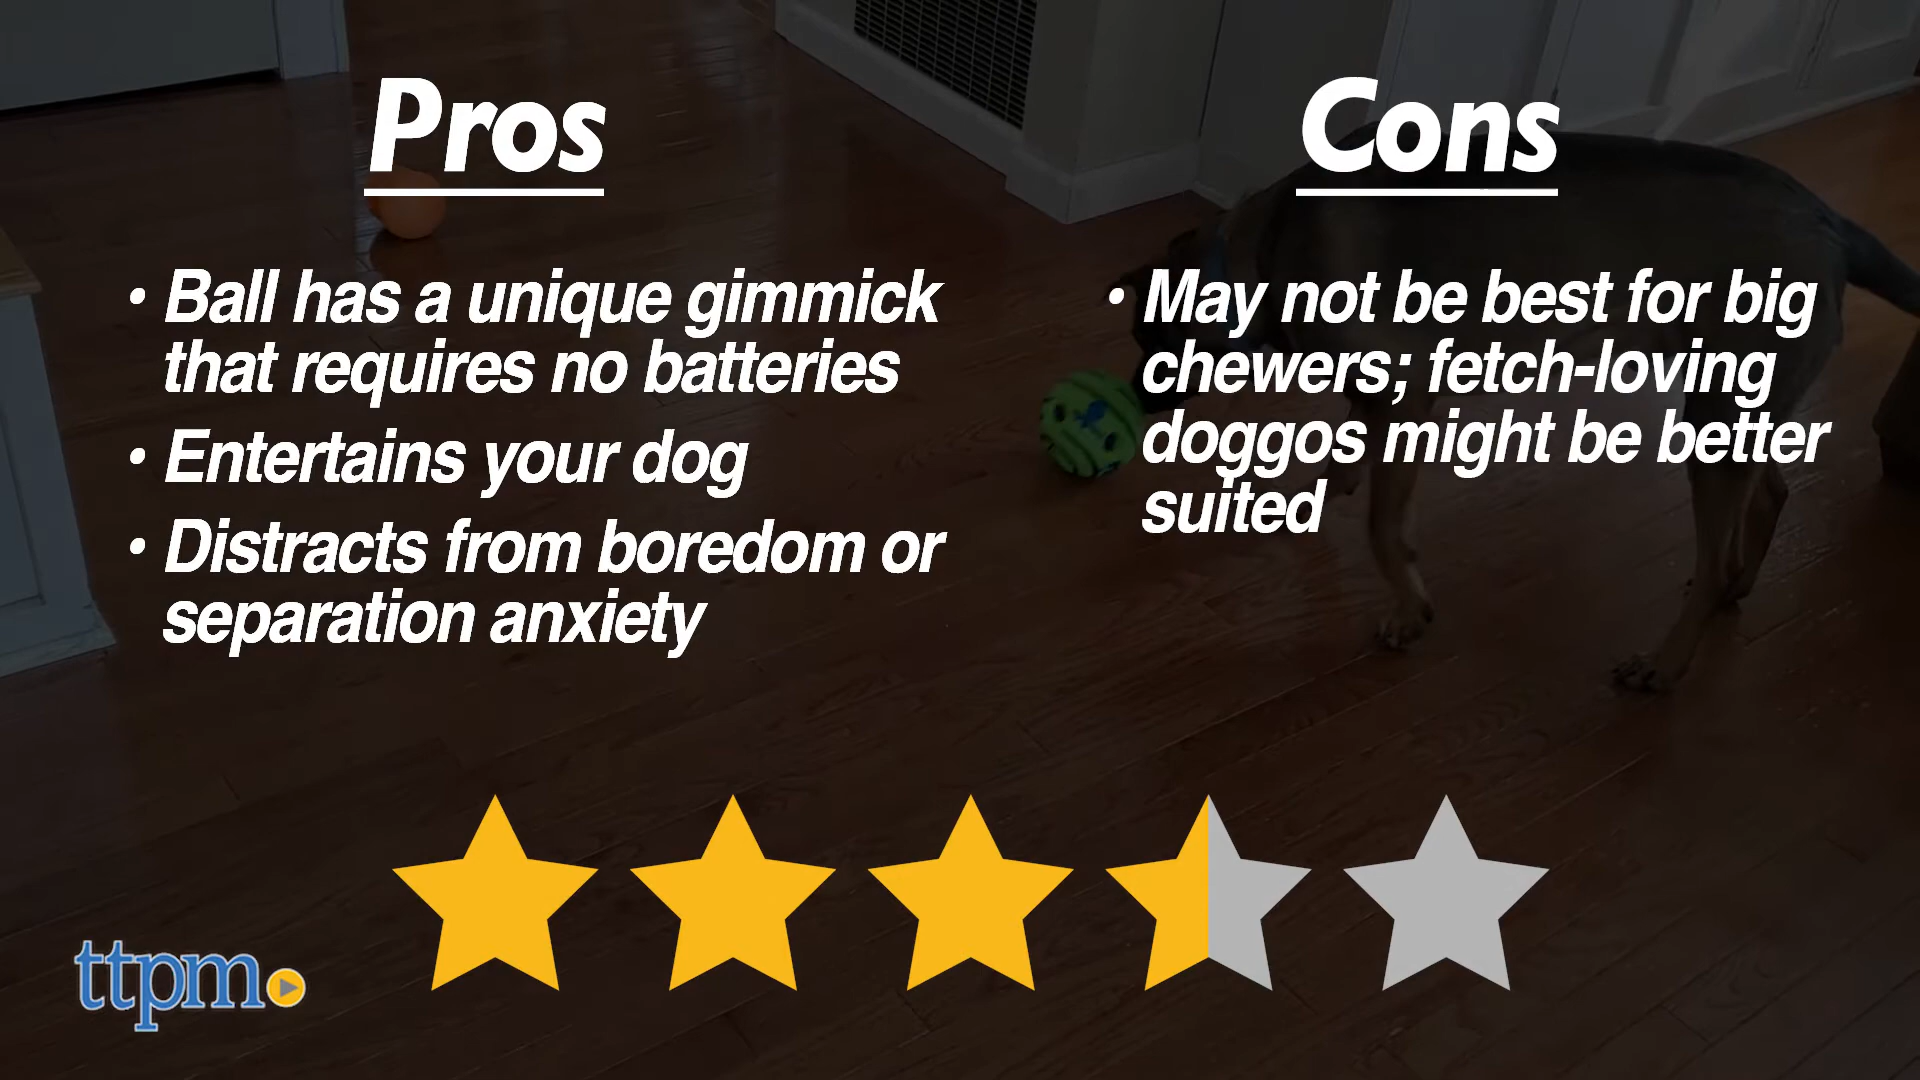 Pros
• Ball has a unique gimmick
that requires no batteries
• Entertains your dog
• Distracts from boredom or
separation anxiety
Cons
• May not be best for big
chewers; fetch-loving
doggos might be better
suited
ttpm